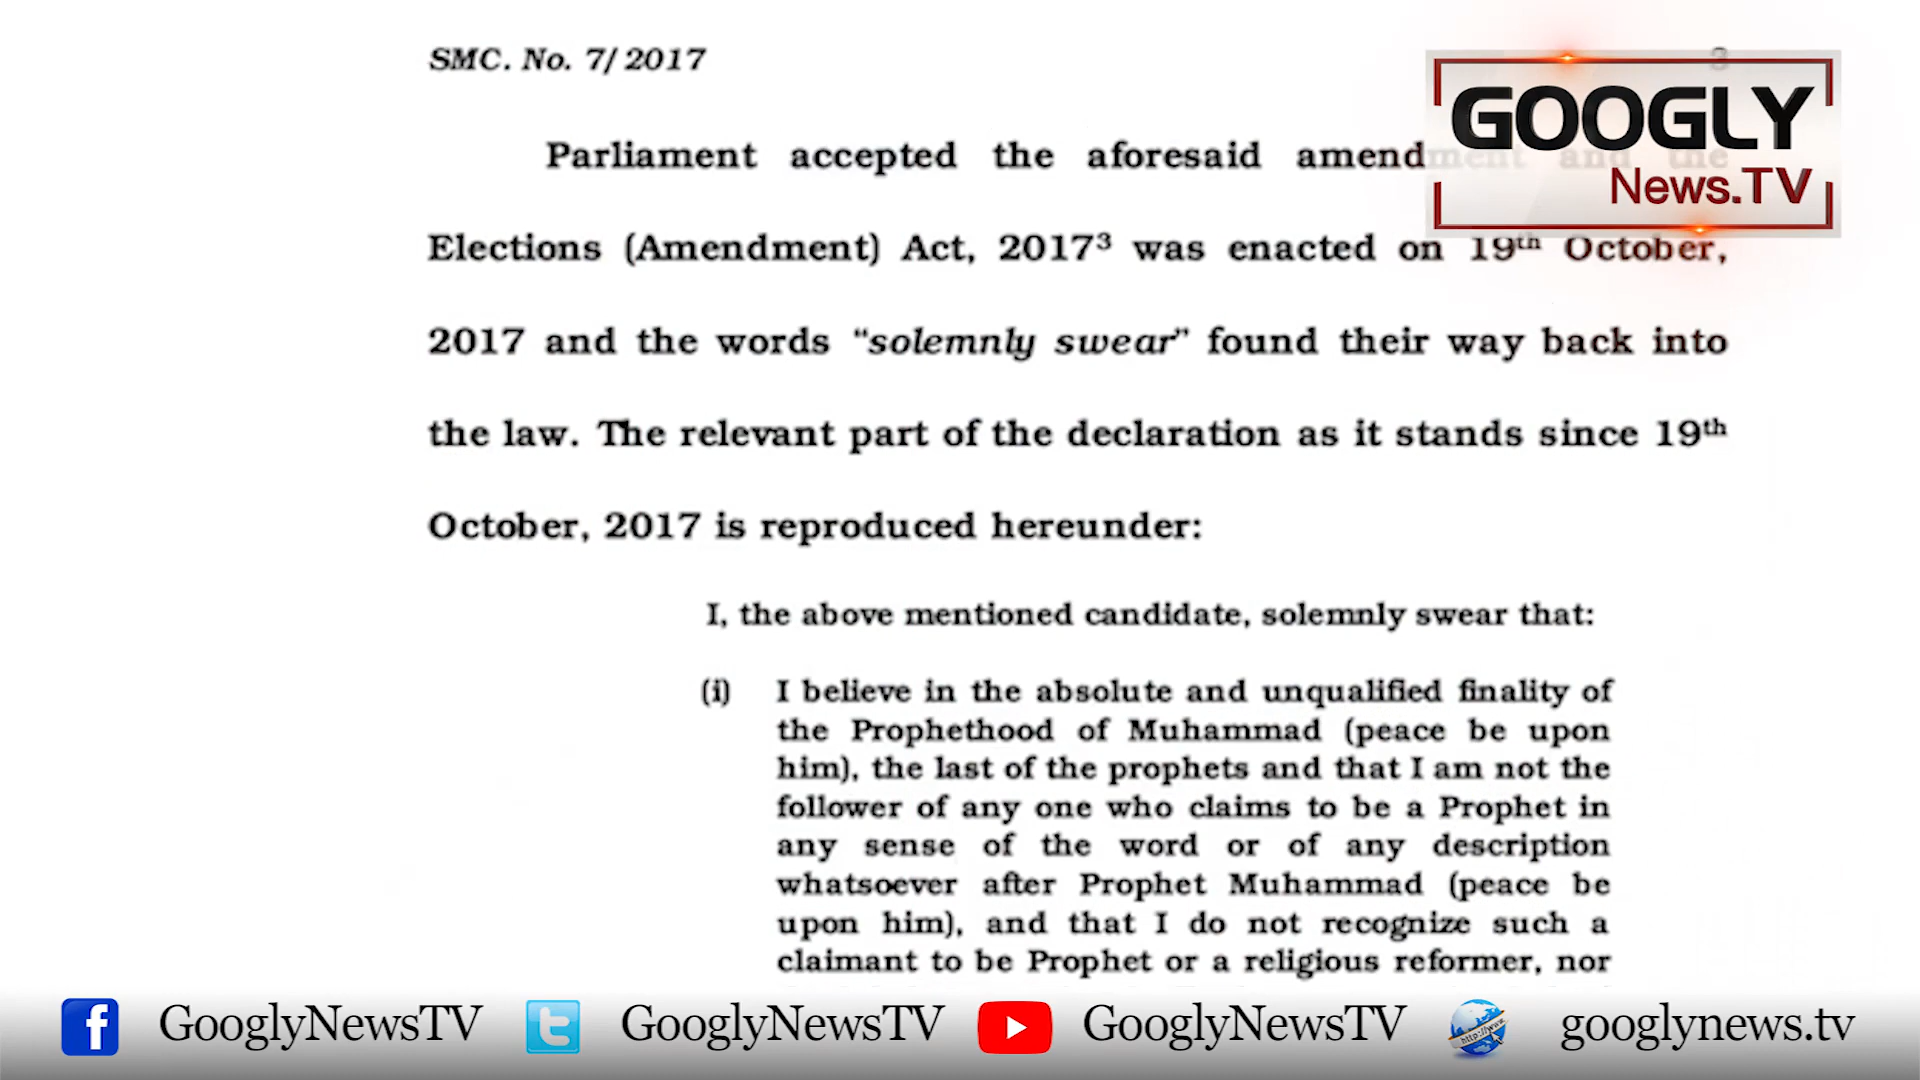 SMC. No. 7/2017
3
GOOGLY
News.TV
Parliament accepted the aforesaid amendment and the
Elections (Amendment) Act, 2017³ was enacted on 19th October,
2017 and the words “solemnly swear” found their way back into
the law. The relevant part of the declaration as it stands since 19th
October, 2017 is reproduced hereunder:
I, the above mentioned candidate, solemnly swear that:
(i) I believe in the absolute and unqualified finality of
the Prophethood of Muhammad (peace be upon
him), the last of the prophets and that I am not the
follower of any one who claims to be a Prophet in
any sense of the word or of any description
whatsoever after Prophet Muhammad (peace be
upon him), and that I do not recognize such a
claimant to be Prophet or a religious reformer, nor
GooglyNewsTV
GooglyNewsTV
GooglyNewsTV
http://www
googlynews.tv